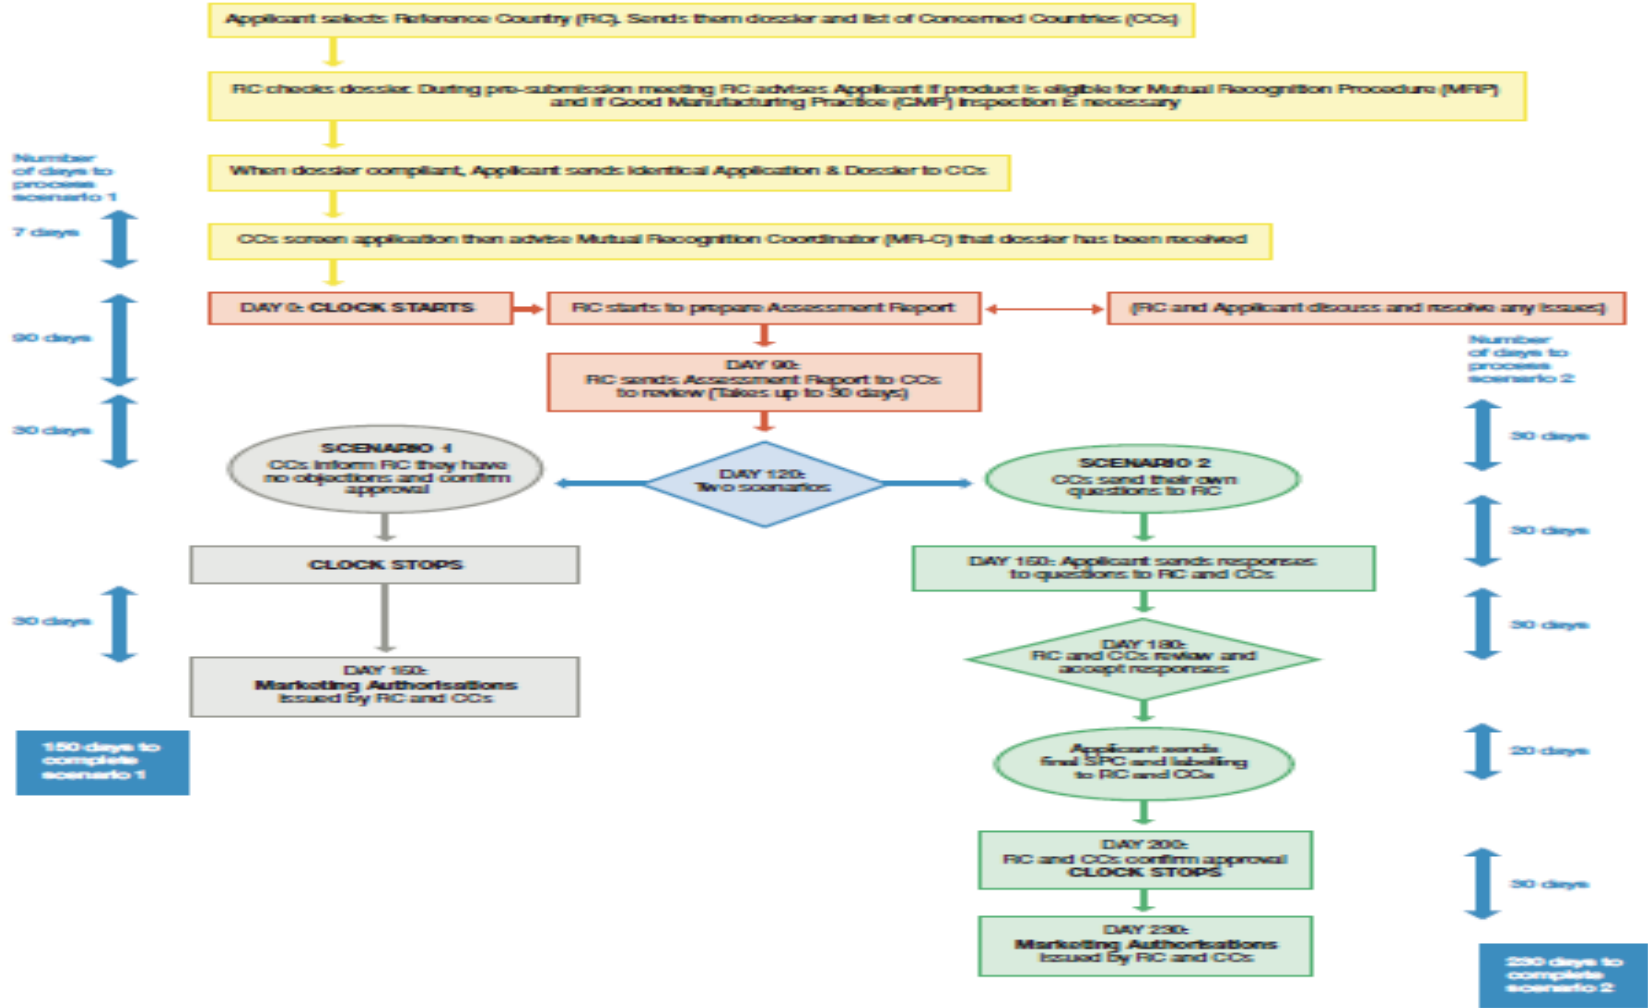 Applicant selects Reference Country (RC). Sends them dossier and list of Concerned Countries (CCs)
RC checks dossier. During pre-submission meeting RC advises Applicant if product is eligible for Mutual Recognition Procedure (MRP)
and if Good Manufacturing Practice (GMP) Inspection is necessary
Number
of days to
process
scenario 1
When dossier compliant, Applicant sends Identical Application & Dossier to CCs
7 days
CCs screen application then advise Mutual Recognition Coordinator (MR-C) that dossier has been received
DAY 0: CLOCK STARTS
RC starts to prepare Assessment Report
(RC and Applicant discuss and resolve any Issues)
90 days
Number
of days to
process
scenario 2
DAY 90:
RC sends Assessment Report to CCs
to review (Takes up to 30 days)
30 days
SCENARIO 1
CCs Inform RC they have
no objections and confirm
approval
DAY 120:
Two scenarios
SCENARIO 2
CCs send their own
questions to RC
30 days
30 days
CLOCK STOPS
DAY 150: Applicant sends responses
to questions to RC and CCs
30 days
30 days
DAY 180:
RC and CCs review and
accept responses
DAY 150:
Marketing Authorisations
Issued by RC and CCs
150 days to
complete
scenario 1
Applicant sends
final SPC and labelling
to RC and CCs
20 days
DAY 200:
RC and CCs confirm approval
CLOCK STOPS
30 days
DAY 230:
Marketing Authorisations
Issued by RC and CCs
230 days to
complete
scenario 2